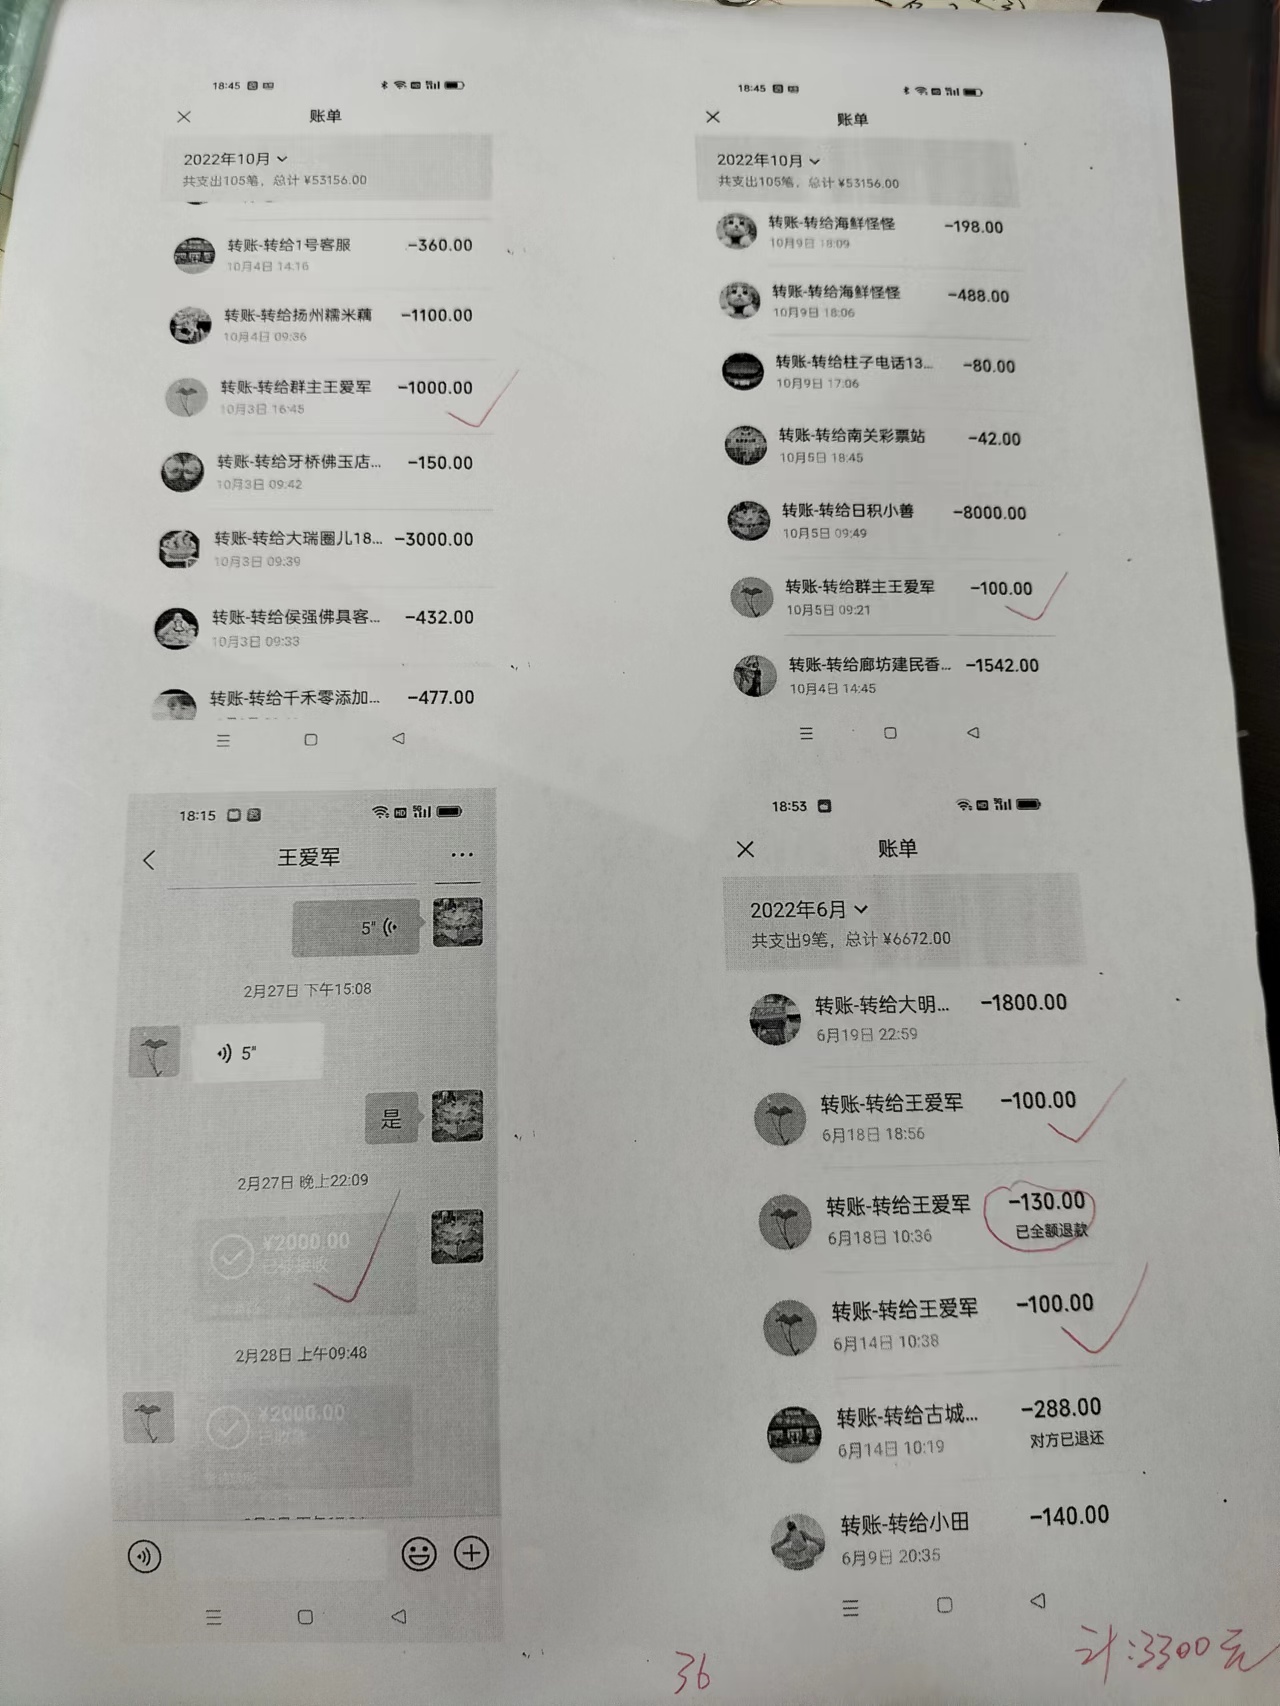 18:45
账单
2022年10月
共支出105笔，总计 ¥53156.00
转账-转给1号客服 -360.00
10月4日 14:16
转账-转给扬州糯米藕 -1100.00
10月4日 09:36
转账-转给群主王爱军 -1000.00
10月3日 16:45
转账-转给牙桥佛玉店... -150.00
10月3日 09:42
转账-转给大瑞圈儿18... -3000.00
10月3日 09:39
转账-转给侯强佛具客... -432.00
10月3日 09:33
转账-转给千禾零添加... -477.00
18:45
账单
2022年10月
共支出105笔，总计 ¥53156.00
转账-转给海鲜怪怪 -198.00
10月9日 18:09
转账-转给海鲜怪怪 -488.00
10月9日 18:06
转账-转给柱子电话13... -80.00
10月9日 17:06
转账-转给南关彩票站 -42.00
10月5日 18:45
转账-转给日积小善 -8000.00
10月5日 09:49
转账-转给群主王爱军 -100.00
10月5日 09:21
转账-转给廊坊建民香... -1542.00
10月4日 14:45
18:15
王爱军
5"
2月27日 下午15:08
5"
是
2月27日 晚上22:09
¥2000.00
已被接收
2月28日 上午09:48
¥2000.00
已收款
18:53
账单
2022年6月
共支出9笔，总计 ¥6672.00
转账-转给大明... -1800.00
6月19日 22:59
转账-转给王爱军 -100.00
6月18日 18:56
转账-转给王爱军 -130.00
6月18日 10:36 已全额退款
转账-转给王爱军 -100.00
6月14日 10:38
转账-转给古城... -288.00
6月14日 10:19 对方已退还
转账-转给小田 -140.00
6月9日 20:35
计:3300元
36